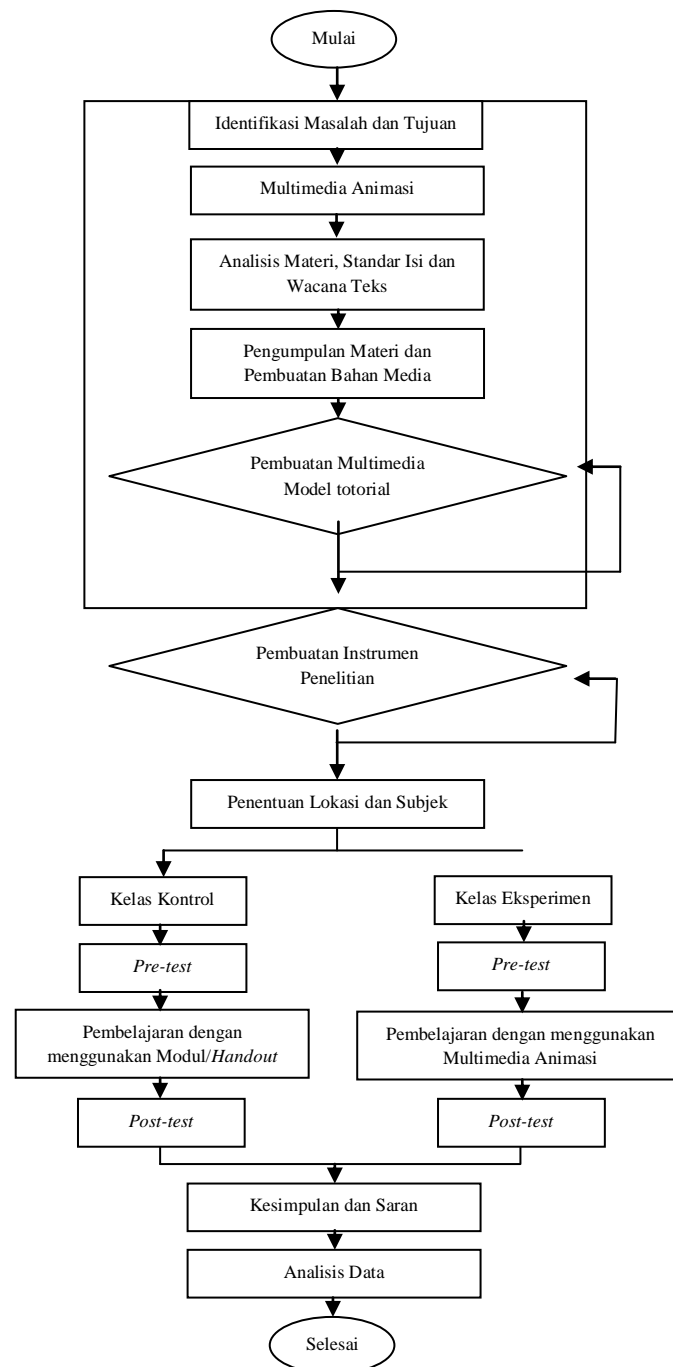 Mulai
Identifikasi Masalah dan Tujuan
Multimedia Animasi
Analisis Materi, Standar Isi dan
Wacana Teks
Pengumpulan Materi dan
Pembuatan Bahan Media
Pembuatan Multimedia
Model totorial
Pembuatan Instrumen
Penelitian
Penentuan Lokasi dan Subjek
Kelas Kontrol
Pre-test
Pembelajaran dengan
menggunakan Modul/Handout
Post-test
Kelas Eksperimen
Pre-test
Pembelajaran dengan menggunakan
Multimedia Animasi
Post-test
Kesimpulan dan Saran
Analisis Data
Selesai